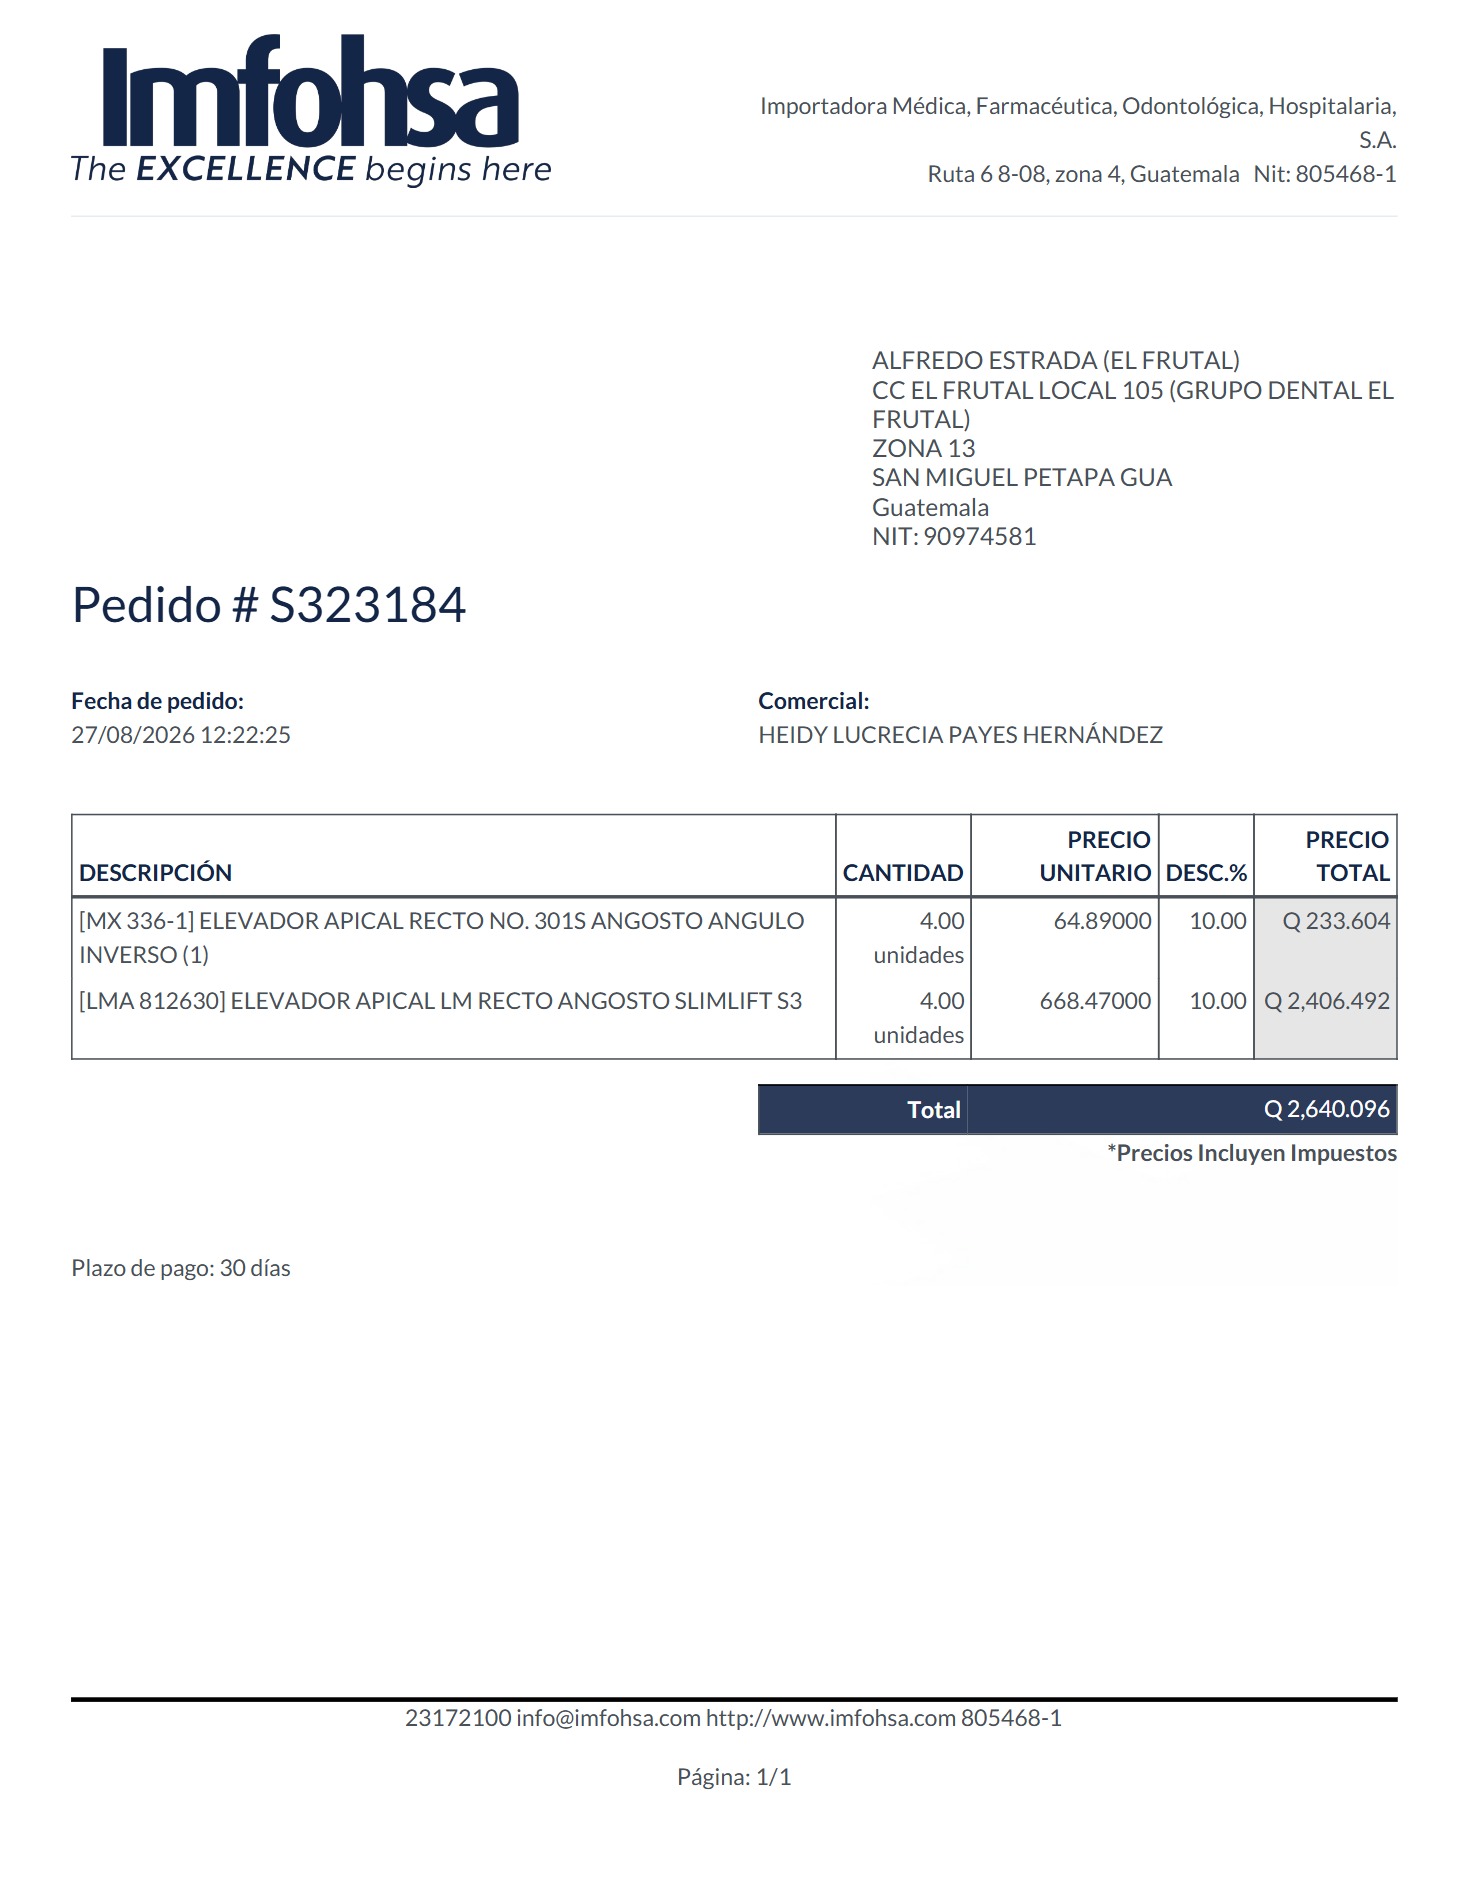 Imfohsa
The EXCELLENCE begins here
Importadora Médica, Farmacéutica, Odontológica, Hospitalaria,
S.A.
Ruta 6 8-08, zona 4, Guatemala Nit: 805468-1
ALFREDO ESTRADA (EL FRUTAL)
CC EL FRUTAL LOCAL 105 (GRUPO DENTAL EL
FRUTAL)
ZONA 13
SAN MIGUEL PETAPA GUA
Guatemala
NIT: 90974581
Pedido # S323184
Fecha de pedido: Comercial:
27/08/2026 12:22:25 HEIDY LUCRECIA PAYES HERNÁNDEZ
PRECIO PRECIO
DESCRIPCIÓN CANTIDAD UNITARIO DESC.% TOTAL
[MX 336-1] ELEVADOR APICAL RECTO NO. 301S ANGOSTO ANGULO 4.00 64.89000 10.00 Q 233.604
INVERSO (1) unidades
[LMA 812630] ELEVADOR APICAL LM RECTO ANGOSTO SLIMLIFT S3 4.00 668.47000 10.00 Q 2,406.492
unidades
Total Q 2,640.096
*Precios Incluyen Impuestos
Plazo de pago: 30 días
23172100 info@imfohsa.com http://www.imfohsa.com 805468-1
Página: 1/1